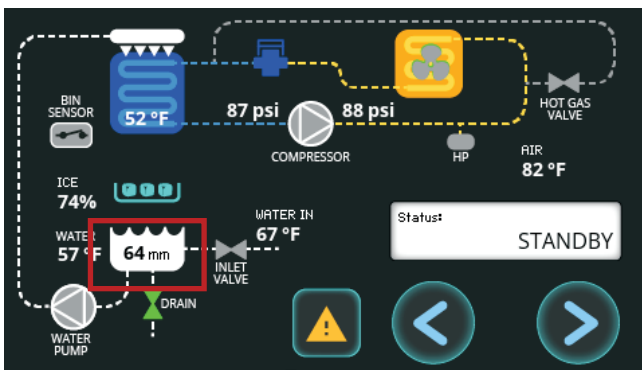 BIN
SENSOR
52 °F
87 psi
88 psi
COMPRESSOR
HP
HOT GAS
VALVE
AIR
82 °F
ICE
74%
WATER
57 °F
64 mm
WATER IN
67 °F
INLET
VALVE
DRAIN
WATER
PUMP
Status:
STANDBY